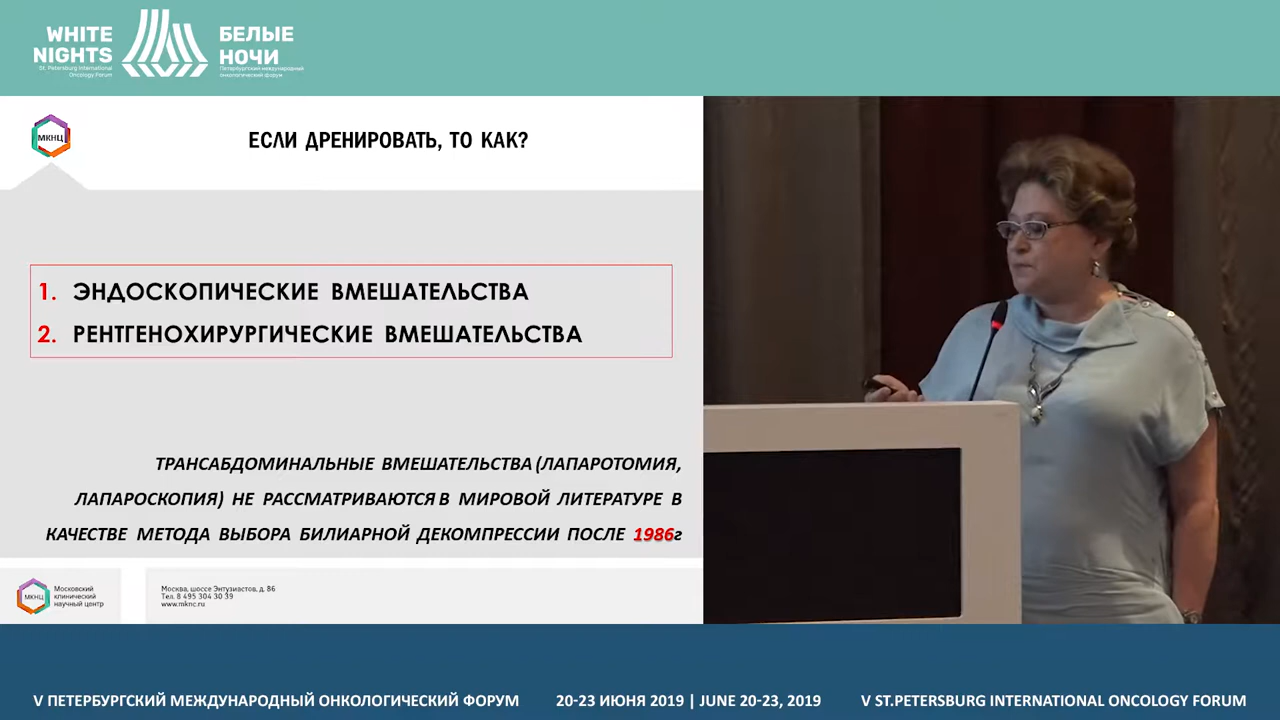 WHITE
NIGHTS
St. Petersburg International
Oncology Forum
БЕЛЫЕ
НОЧИ
Петербургский международный
онкологический форум
МКНЦ
ЕСЛИ ДРЕНИРОВАТЬ, ТО КАК?
1. ЭНДОСКОПИЧЕСКИЕ ВМЕШАТЕЛЬСТВА
2. РЕНТГЕНОХИРУРГИЧЕСКИЕ ВМЕШАТЕЛЬСТВА
ТРАНСАБДОМИНАЛЬНЫЕ ВМЕШАТЕЛЬСТВА (ЛАПАРОТОМИЯ,
ЛАПАРОСКОПИЯ) НЕ РАССМАТРИВАЮТСЯ В МИРОВОЙ ЛИТЕРАТУРЕ В
КАЧЕСТВЕ МЕТОДА ВЫБОРА БИЛИАРНОЙ ДЕКОМПРЕССИИ ПОСЛЕ 1986г
МКНЦ
Московский
клинический
научный центр
Москва, шоссе Энтузиастов, д. 86
Тел. 8 495 304 30 39
www.mknc.ru
V ПЕТЕРБУРГСКИЙ МЕЖДУНАРОДНЫЙ ОНКОЛОГИЧЕСКИЙ ФОРУМ
20-23 ИЮНЯ 2019 | JUNE 20-23, 2019
V ST.PETERSBURG INTERNATIONAL ONCOLOGY FORUM